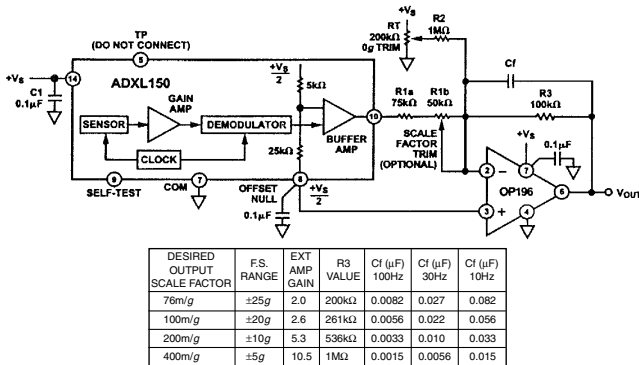 +VS
TP
(DO NOT CONNECT)
RT
200kΩ
0g TRIM
R2
1MΩ
5
+VS
14
C1
0.1µF
ADXL150
+VS
2
5kΩ
Cf
GAIN
AMP
10
R1a
75kΩ
R1b
50kΩ
R3
100kΩ
SENSOR
DEMODULATOR
BUFFER
AMP
SCALE
FACTOR
TRIM
(OPTIONAL)
+VS
0.1µF
CLOCK
25kΩ
2
–
7
OP196
6
VOUT
9
SELF-TEST
COM
7
OFFSET
NULL
8
+VS
2
0.1µF
3
+
4
DESIRED OUTPUT SCALE FACTOR
F.S. RANGE
EXT AMP GAIN
R3 VALUE
Cf (µF) 100Hz
Cf (µF) 30Hz
Cf (µF) 10Hz
76m/g ±25g 2.0 200kΩ 0.0082 0.027 0.082
100m/g ±20g 2.6 261kΩ 0.0056 0.022 0.056
200m/g ±10g 5.3 536kΩ 0.0033 0.010 0.033
400m/g ±5g 10.5 1MΩ 0.0015 0.0056 0.015